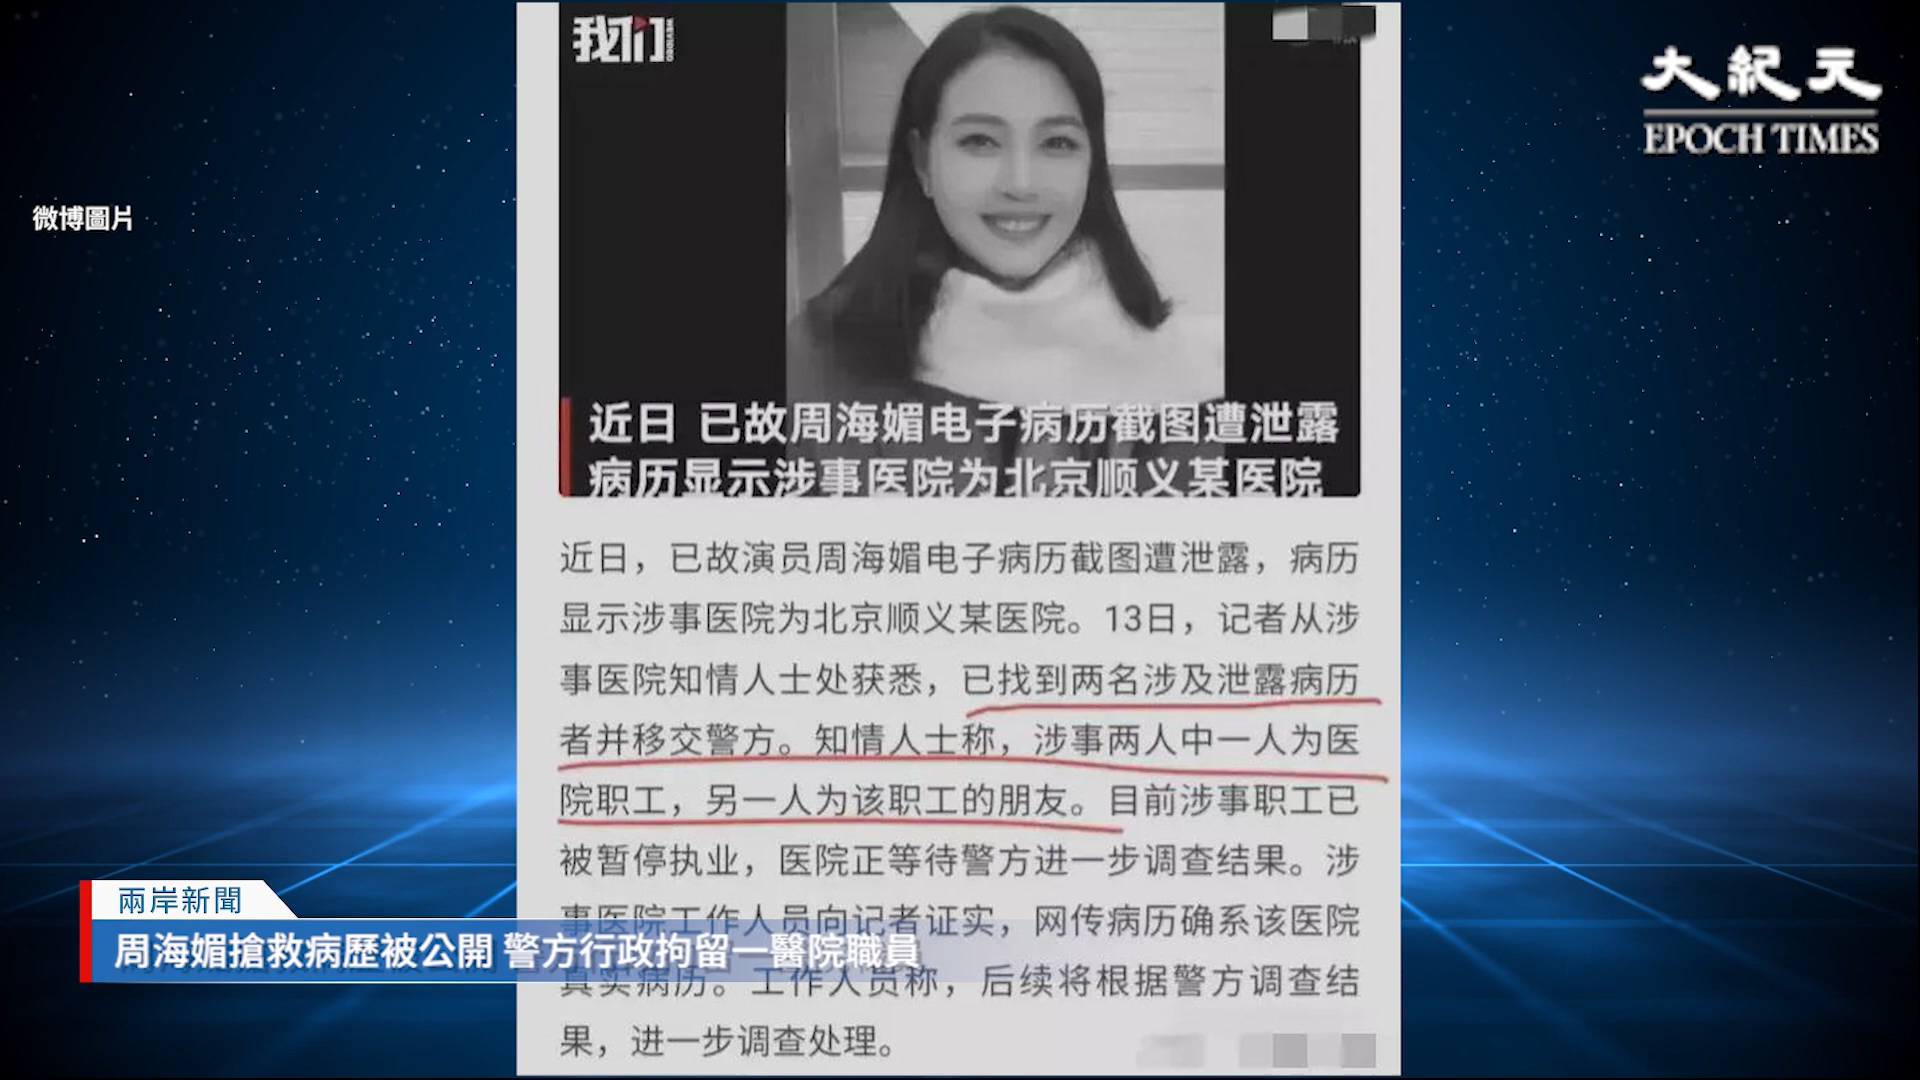 我们
大紀元
EPOCH TIMES
微博圖片
近日 已故周海媚电子病历截图遭泄露
病历显示涉事医院为北京顺义某医院
近日，已故演员周海媚电子病历截图遭泄露，病历
显示涉事医院为北京顺义某医院。13日，记者从涉
事医院知情人士处获悉，已找到两名涉及泄露病历
者并移交警方。知情人士称，涉事两人中一人为医
院职工，另一人为该职工的朋友。目前涉事职工已
被暂停执业，医院正等待警方进一步调查结果。涉
事医院工作人员向记者证实，网传病历确系该医院
真实病历。工作人员称，后续将根据警方调查结
果，进一步调查处理。
兩岸新聞
周海媚搶救病歷被公開 警方行政拘留一醫院職員